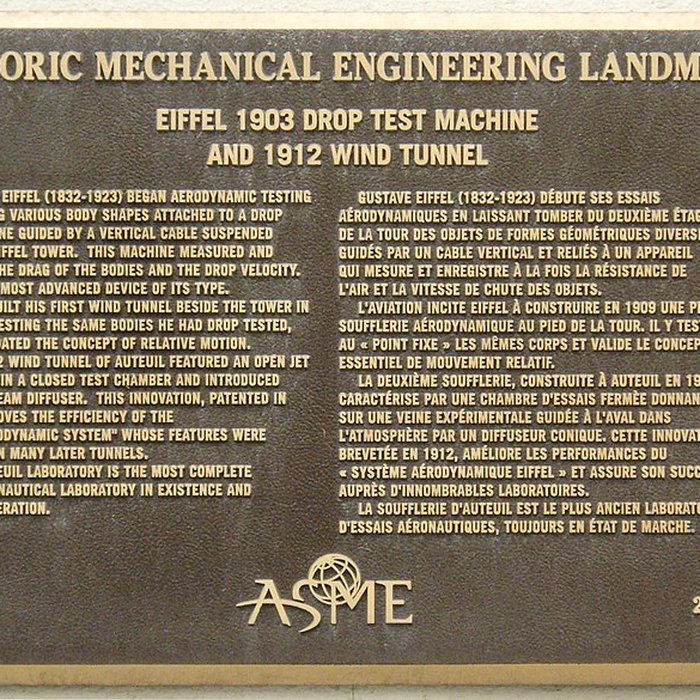 ORIC MECHANICAL ENGINEERING LANDM
EIFFEL 1903 DROP TEST MACHINE
AND 1912 WIND TUNNEL
EIFFEL (1832-1923) BEGAN AERODYNAMIC TESTING
G VARIOUS BODY SHAPES ATTACHED TO A DROP
NE GUIDED BY A VERTICAL CABLE SUSPENDED
FFEL TOWER. THIS MACHINE MEASURED AND
HE DRAG OF THE BODIES AND THE DROP VELOCITY.
MOST ADVANCED DEVICE OF ITS TYPE.
UILT HIS FIRST WIND TUNNEL BESIDE THE TOWER IN
ESTING THE SAME BODIES HE HAD DROP TESTED,
DATED THE CONCEPT OF RELATIVE MOTION.
2 WIND TUNNEL OF AUTEUIL FEATURED AN OPEN JET
IN A CLOSED TEST CHAMBER AND INTRODUCED
EAM DIFFUSER. THIS INNOVATION, PATENTED IN
OVES THE EFFICIENCY OF THE
ODYNAMIC SYSTEM" WHOSE FEATURES WERE
N MANY LATER TUNNELS.
EUIL LABORATORY IS THE MOST COMPLETE
NAUTICAL LABORATORY IN EXISTENCE AND
ERATION.
GUSTAVE EIFFEL (1832-1923) DÉBUTE SES ESSAIS
AÉRODYNAMIQUES EN LAISSANT TOMBER DU DEUXIÈME ÉTA
DE LA TOUR DES OBJETS DE FORMES GÉOMÉTRIQUES DIVERS
GUIDÉS PAR UN CABLE VERTICAL ET RELIÉS À UN APPAREIL
QUI MESURE ET ENREGISTRE À LA FOIS LA RÉSISTANCE DE
L'AIR ET LA VITESSE DE CHUTE DES OBJETS.
L'AVIATION INCITE EIFFEL À CONSTRUIRE EN 1909 UNE P
SOUFFLERIE AÉRODYNAMIQUE AU PIED DE LA TOUR. IL Y TES
AU « POINT FIXE » LES MÊMES CORPS ET VALIDE LE CONCEP
ESSENTIEL DE MOUVEMENT RELATIF.
LA DEUXIÈME SOUFFLERIE, CONSTRUITE À AUTEUIL EN 19
CARACTÉRISE PAR UNE CHAMBRE D'ESSAIS FERMÉE DONNAN
SUR UNE VEINE EXPÉRIMENTALE GUIDÉE À L'AVAL DANS
L'ATMOSPHÈRE PAR UN DIFFUSEUR CONIQUE. CETTE INNOVAT
BREVETÉE EN 1912, AMÉLIORE LES PERFORMANCES DU
« SYSTÈME AÉRODYNAMIQUE EIFFEL » ET ASSURE SON SUCC
AUPRÈS D'INNOMBRABLES LABORATOIRES.
LA SOUFFLERIE D'AUTEUIL EST LE PLUS ANCIEN LABORATO
D'ESSAIS AÉRONAUTIQUES, TOUJOURS EN ÉTAT DE MARCHE.
ASME
2